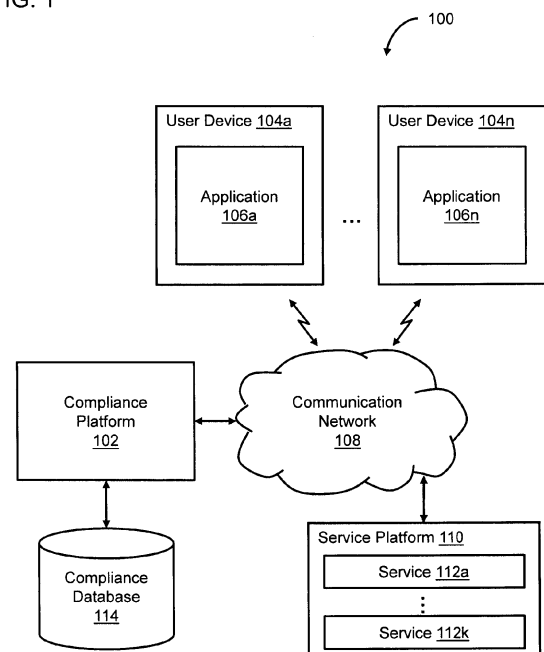 FIG. 1
100
User Device 104a
User Device 104n
Application
106a
...
Application
106n
Compliance
Platform
102
Communication
Network
108
Compliance
Database
114
Service Platform 110
Service 112a
Service 112k